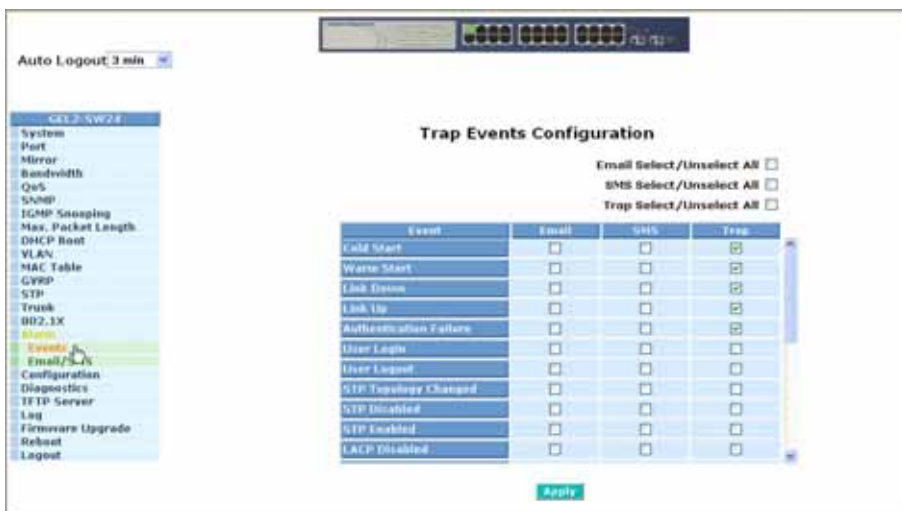 Auto Logout 3 min
GEL2-SW24
System
Port
Mirror
Bandwidth
QoS
SNMP
IGMP Snooping
Max. Packet Length
DHCP Boot
VLAN
MAC Table
GVRP
STP
Trunk
802.1X
Alarm
Events
Email/SMS
Configuration
Diagnostics
TFTP Server
Log
Firmware Upgrade
Reboot
Logout
Trap Events Configuration
Email Select/Unselect All
SMS Select/Unselect All
Trap Select/Unselect All
Event Email SMS Trap
Cold Start
Warm Start
Link Down
Link Up
Authentication Failure
User Login
User Logout
STP Topology Changed
STP Disabled
STP Enabled
LACP Disabled
Apply